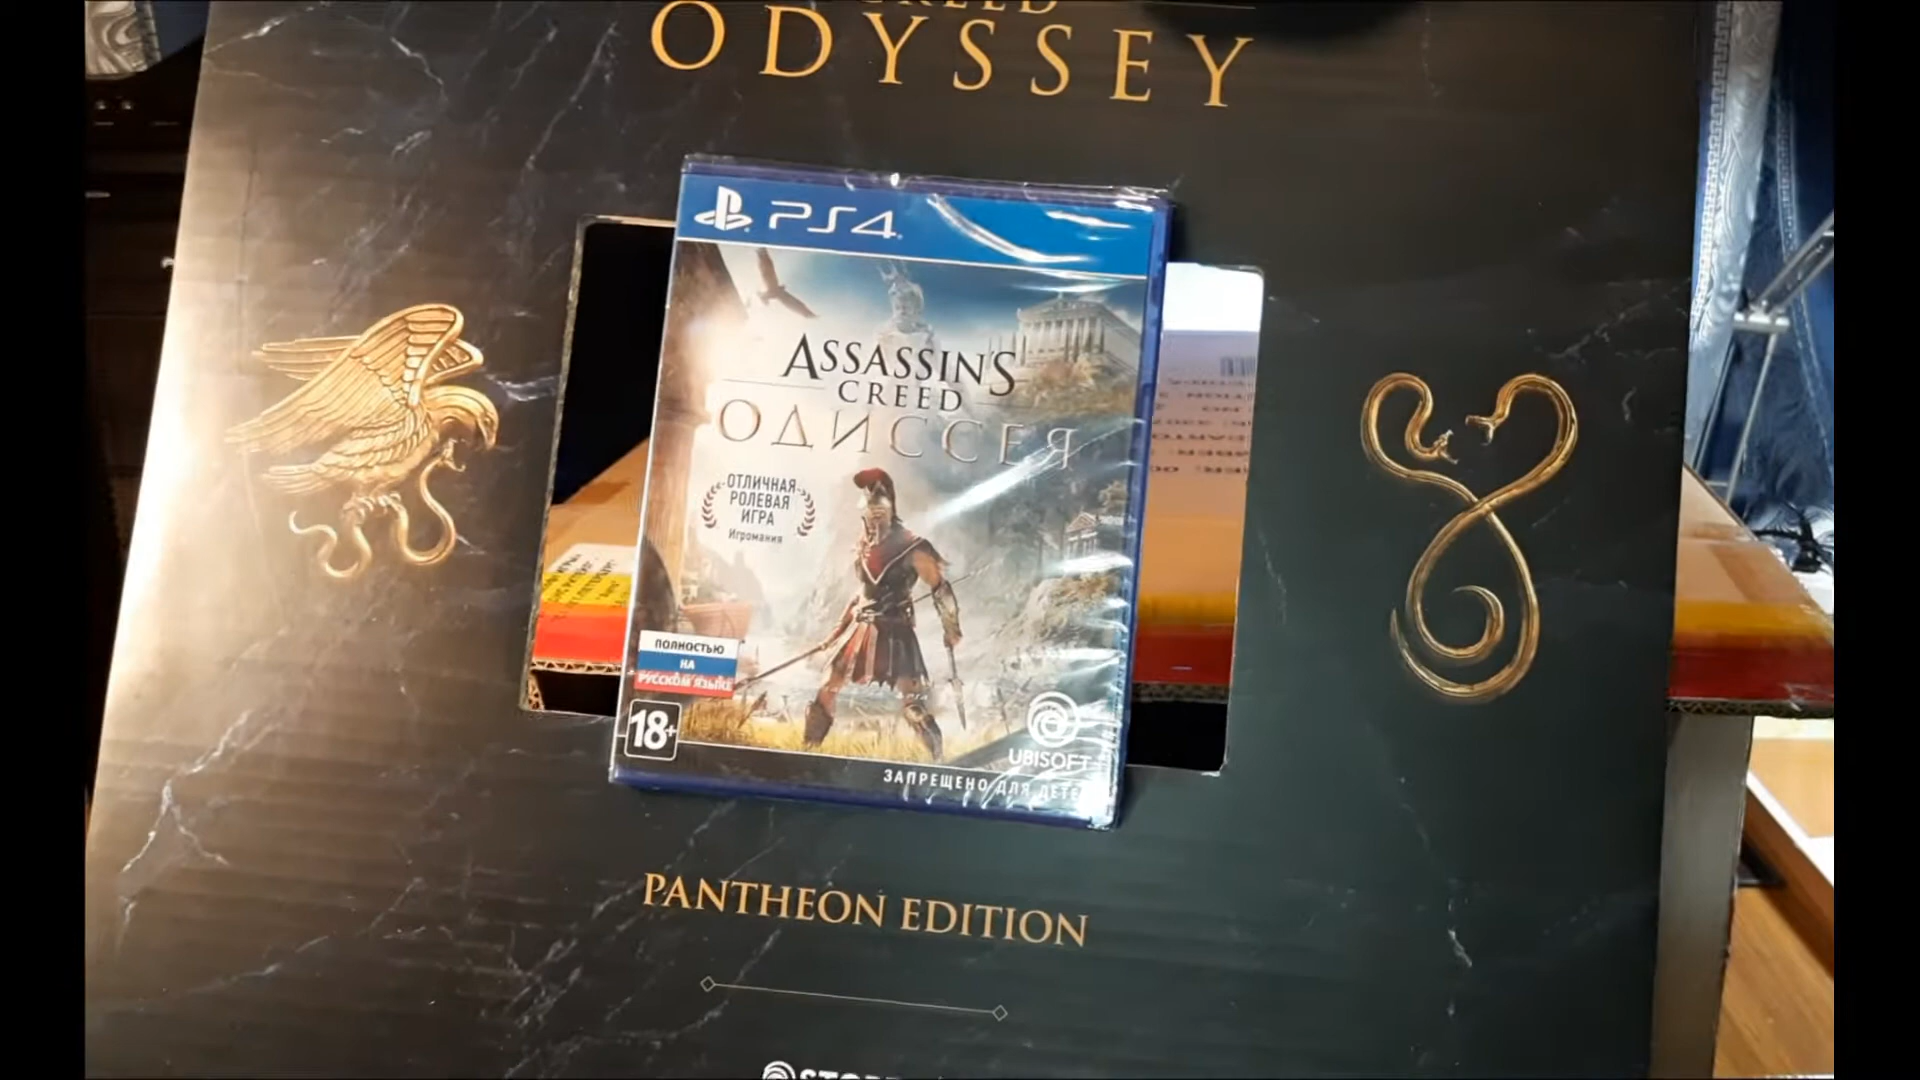 ODYSSEY
PS4
ASSASSIN'S
CREED
ОДИССЕЯ
ОТЛИЧНАЯ
РОЛЕВАЯ
ИГРА
Игромания
ПОЛНОСТЬЮ
НА
РУССКОМ ЯЗЫКЕ
18+
UBISOFT
ЗАПРЕЩЕНО ДЛЯ
PANTHEON EDITION